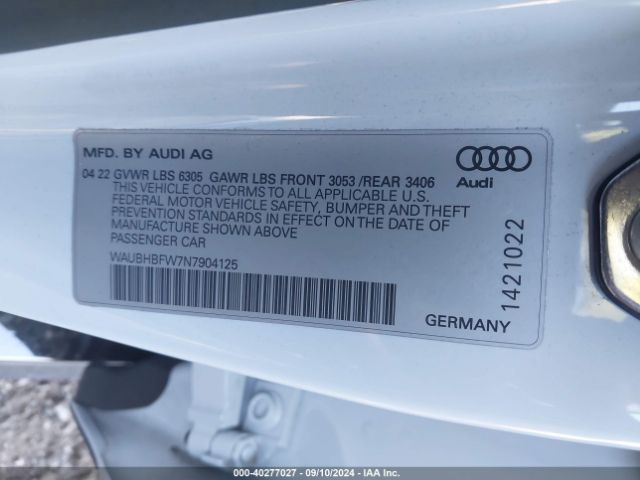 MFD. BY AUDI AG
04 22 GVWR LBS 6305 GAWR LBS FRONT 3053 /REAR 3406
THIS VEHICLE CONFORMS TO ALL APPLICABLE U.S.
FEDERAL MOTOR VEHICLE SAFETY, BUMPER AND THEFT
PREVENTION STANDARDS IN EFFECT ON THE DATE OF
MANUFACTURE SHOWN ABOVE
PASSENGER CAR
WAUBHBFW7N7904125
Audi
1421022
GERMANY
000-40277027 - 09/10/2024 - IAA Inc.